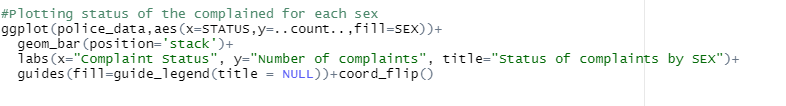 #Plotting status of the complained for each sex
ggplot(police_data,aes(x=STATUS,y=..count..,fill=SEX))+
  geom_bar(position='stack')+
  labs(x="Complaint Status", y="Number of complaints", title="Status of complaints by SEX")+
  guides(fill=guide_legend(title = NULL))+coord_flip()